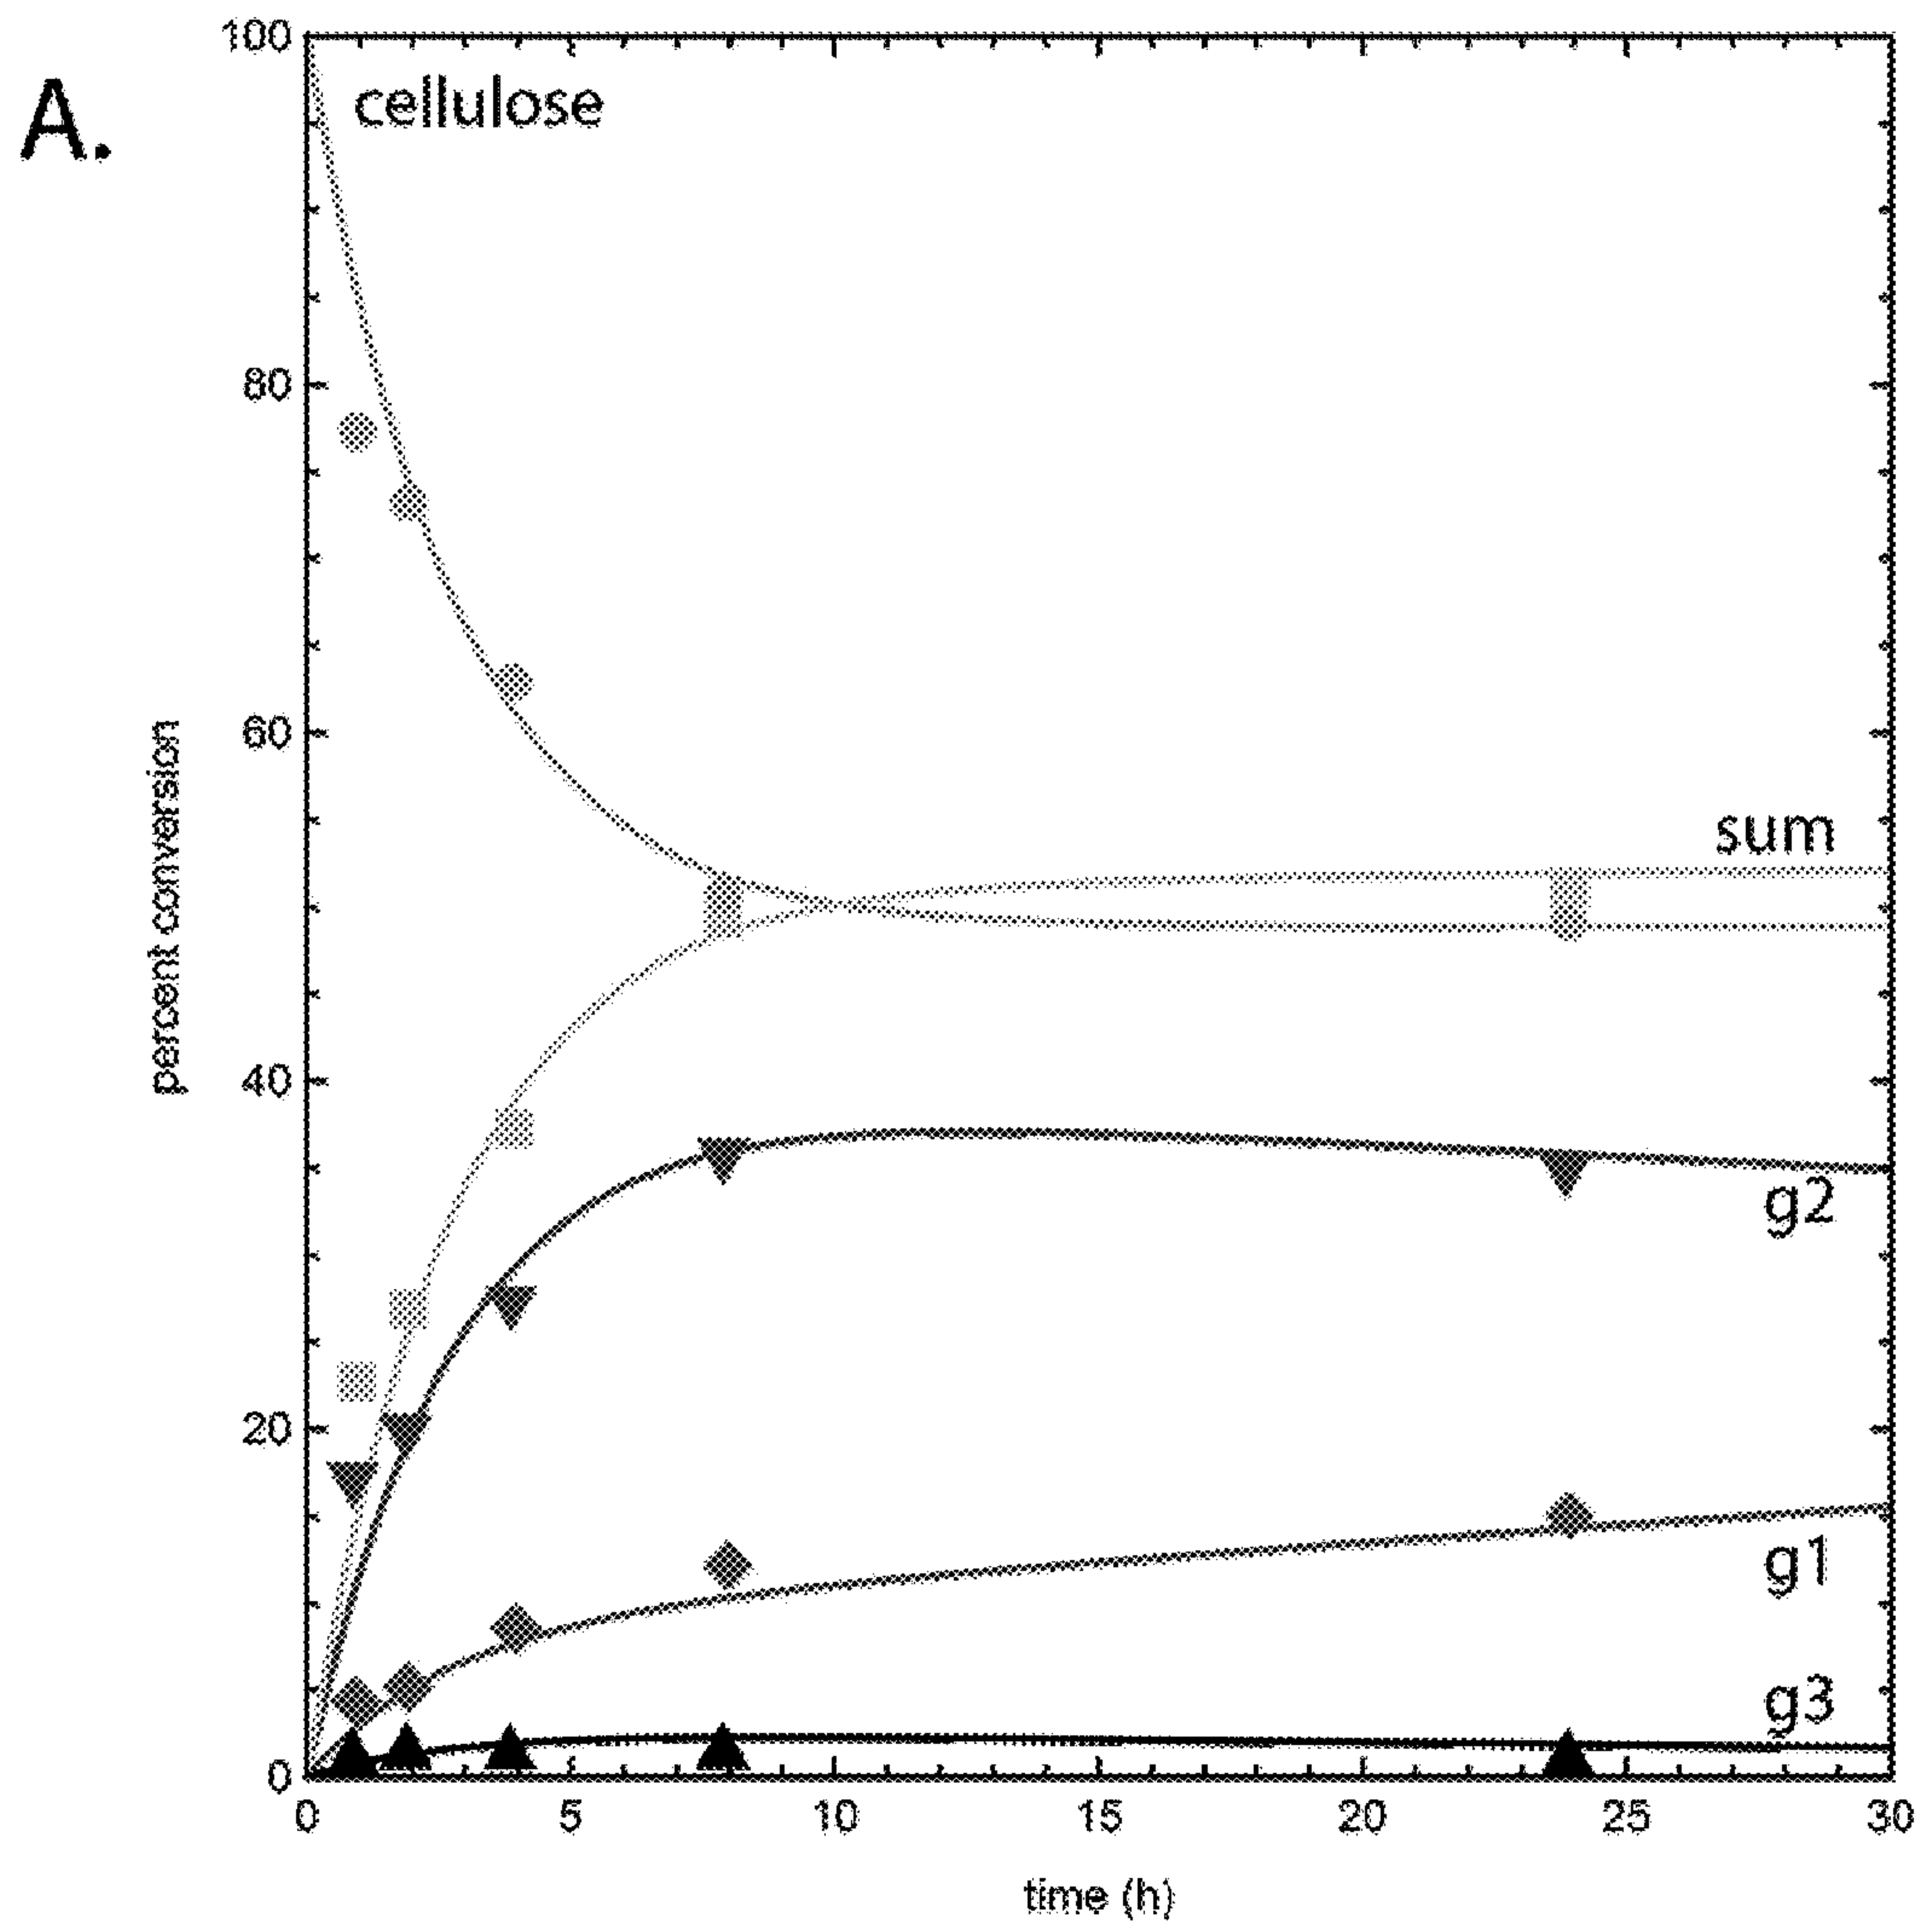 A.
100
cellulose
80
60
percent conversion
sum
40
g2
20
g1
g3
0
0 5 10 15 20 25 30
time (h)